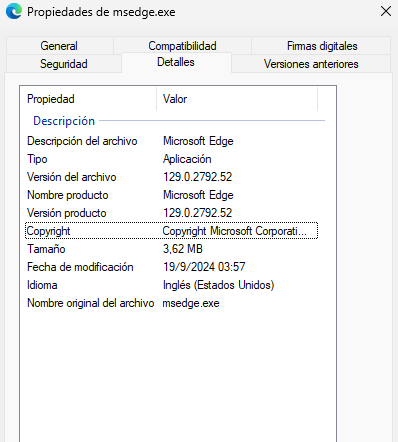 Propiedades de msedge.exe
General Compatibilidad Firmas digitales
Seguridad Detalles Versiones anteriores
Propiedad Valor
Descripción
Descripción del archivo Microsoft Edge
Tipo Aplicación
Versión del archivo 129.0.2792.52
Nombre producto Microsoft Edge
Versión producto 129.0.2792.52
Copyright Copyright Microsoft Corporati...
Tamaño 3,62 MB
Fecha de modificación 19/9/2024 03:57
Idioma Inglés (Estados Unidos)
Nombre original del archivo msedge.exe